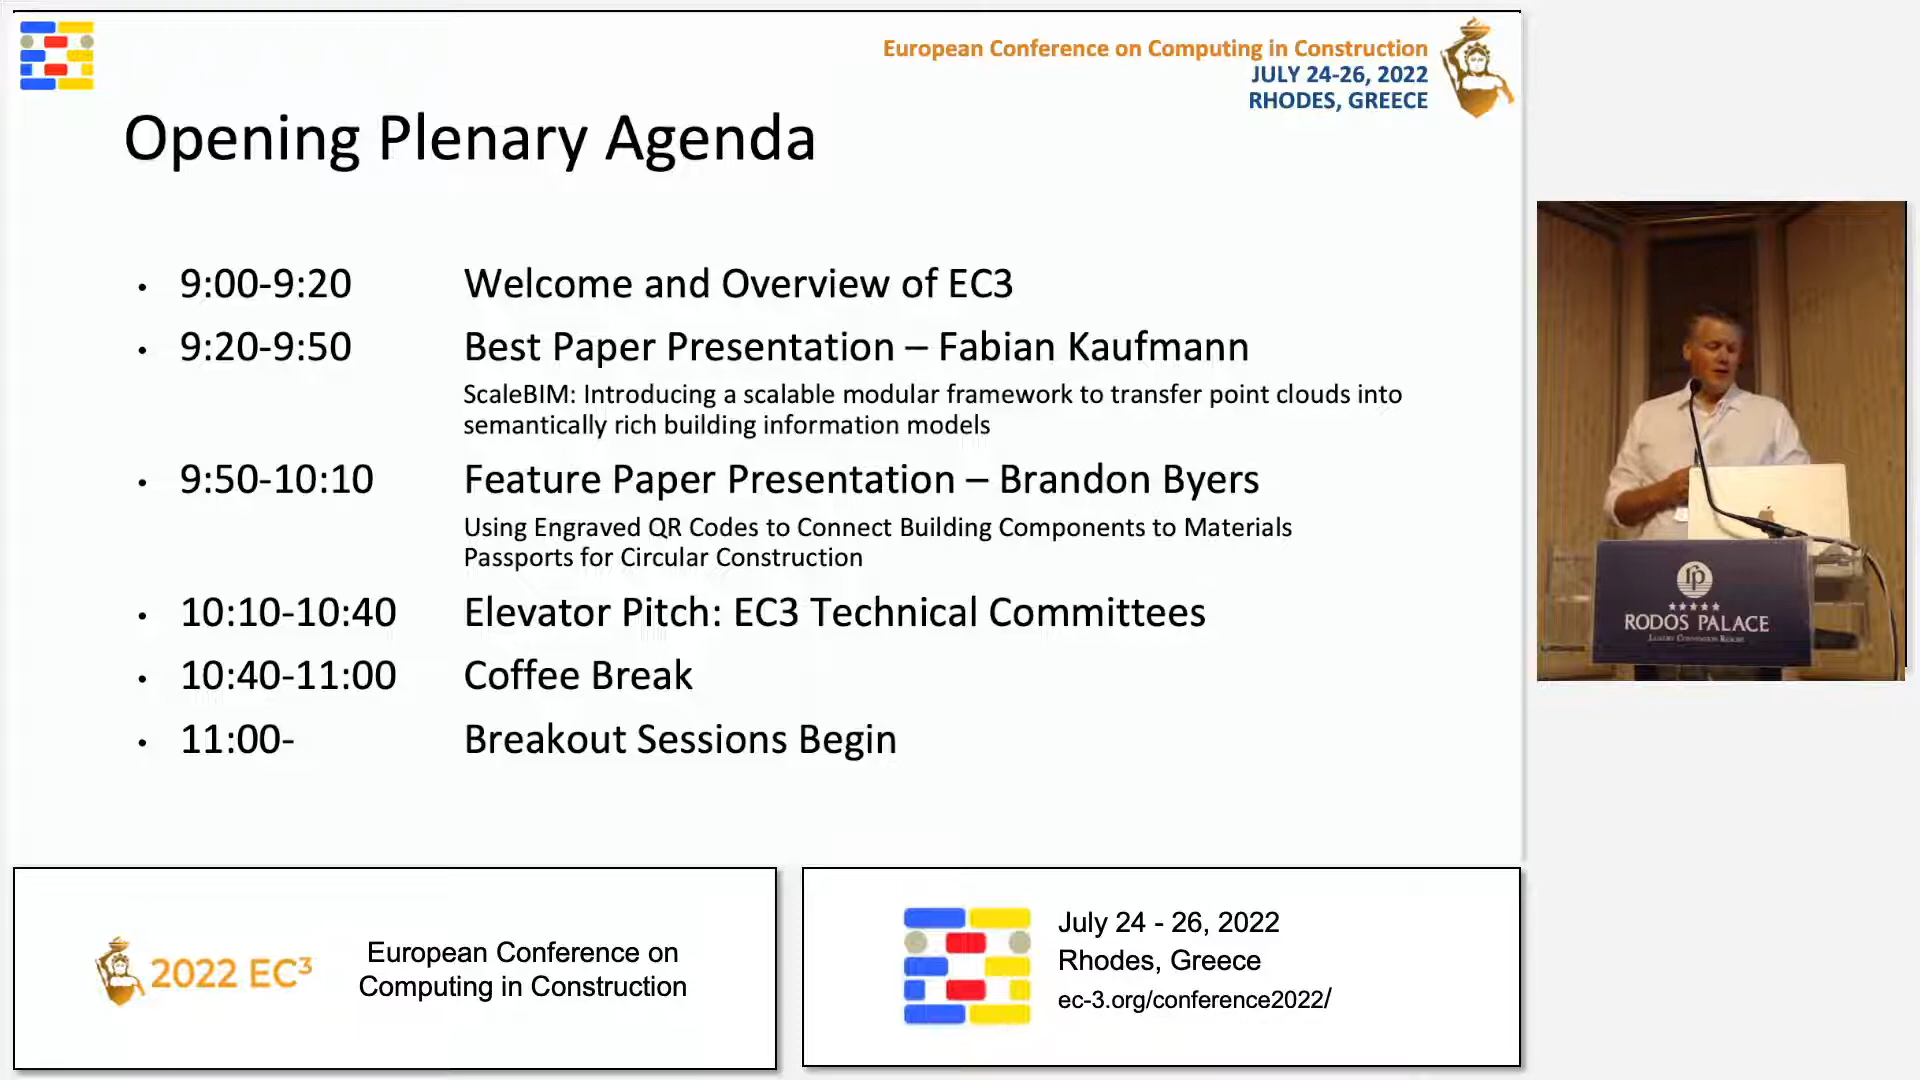 European Conference on Computing in Construction
JULY 24-26, 2022
RHODES, GREECE
Opening Plenary Agenda
• 9:00-9:20 Welcome and Overview of EC3
• 9:20-9:50 Best Paper Presentation – Fabian Kaufmann
ScaleBIM: Introducing a scalable modular framework to transfer point clouds into
semantically rich building information models
• 9:50-10:10 Feature Paper Presentation – Brandon Byers
Using Engraved QR Codes to Connect Building Components to Materials
Passports for Circular Construction
• 10:10-10:40 Elevator Pitch: EC3 Technical Committees
• 10:40-11:00 Coffee Break
• 11:00- Breakout Sessions Begin
rp
RODOS PALACE
LUXURY CONVENTION RESORT
2022 EC³
European Conference on
Computing in Construction
July 24 - 26, 2022
Rhodes, Greece
ec-3.org/conference2022/